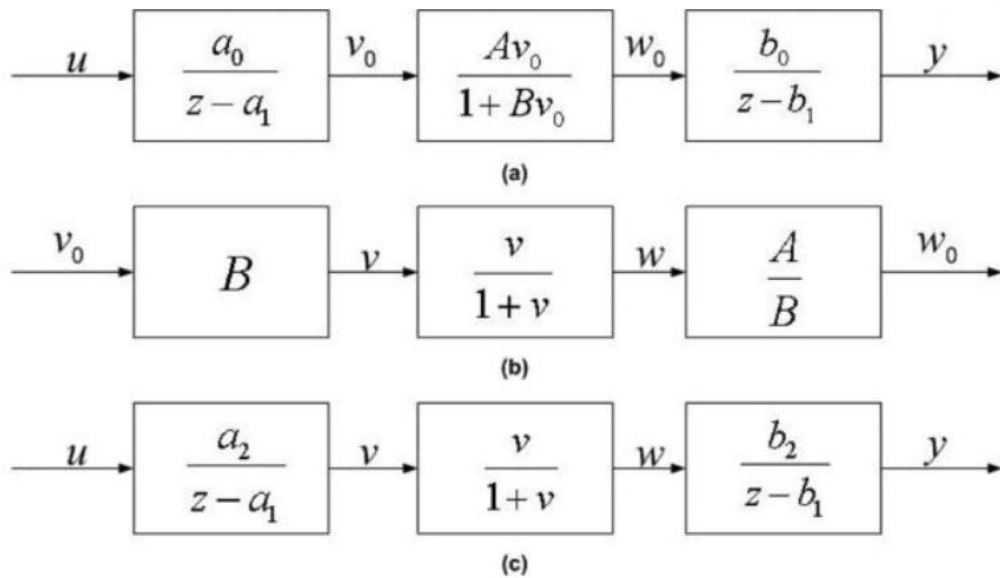 u a₀/(z − a₁) v₀ Av₀/(1 + Bv₀) w₀ b₀/(z − b₁) y
(a)
v₀ B v v/(1 + v) w A/B w₀
(b)
u a₂/(z − a₁) v v/(1 + v) w b₂/(z − b₁) y
(c)